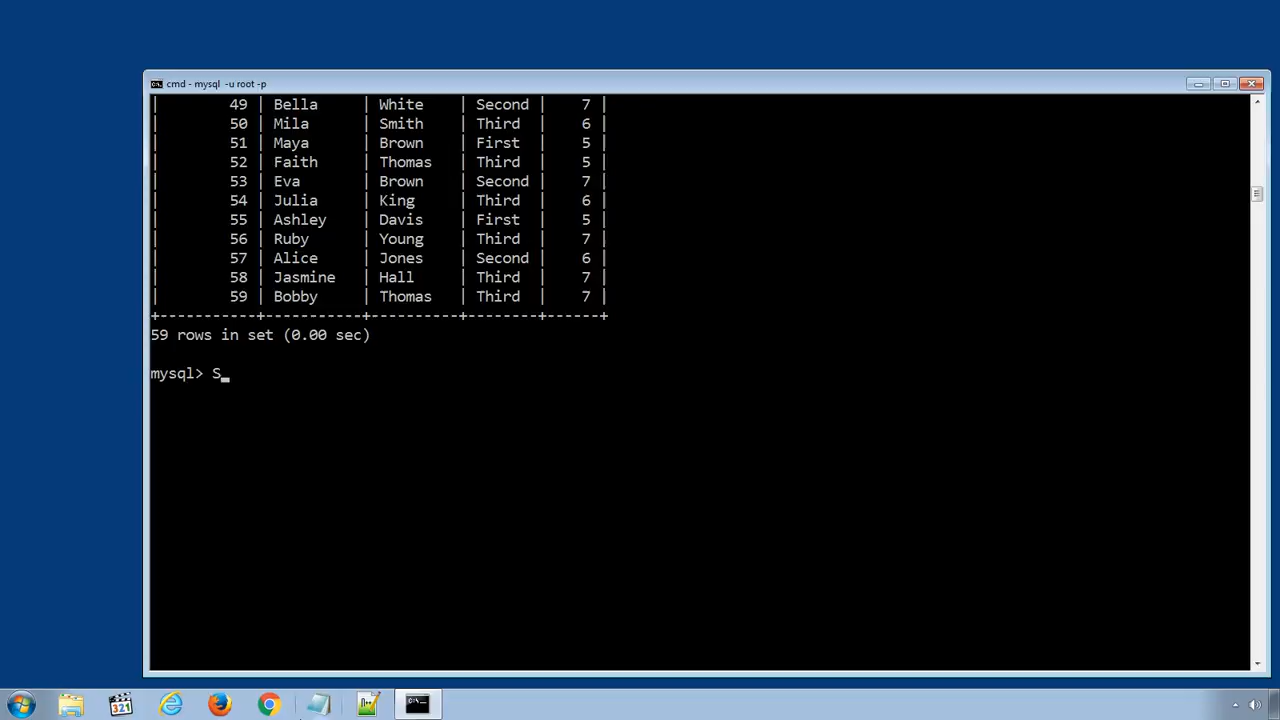 cmd - mysql -u root -p
| 49 | Bella | White | Second | 7 |
| 50 | Mila | Smith | Third | 6 |
| 51 | Maya | Brown | First | 5 |
| 52 | Faith | Thomas | Third | 5 |
| 53 | Eva | Brown | Second | 7 |
| 54 | Julia | King | Third | 6 |
| 55 | Ashley | Davis | First | 5 |
| 56 | Ruby | Young | Third | 7 |
| 57 | Alice | Jones | Second | 6 |
| 58 | Jasmine | Hall | Third | 7 |
| 59 | Bobby | Thomas | Third | 7 |
+-----------+-----------+----------+--------+------+
59 rows in set (0.00 sec)
mysql> S_
321